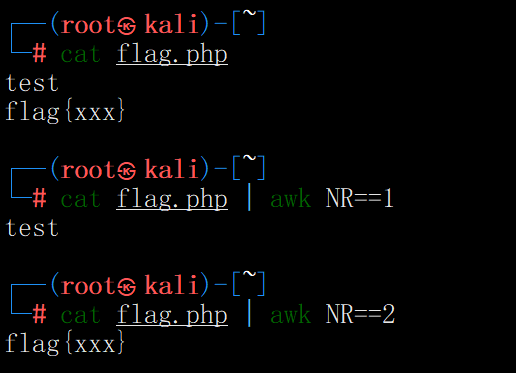 ┌──(root㉿kali)-[~]
└─# cat flag.php
test
flag{xxx}
┌──(root㉿kali)-[~]
└─# cat flag.php | awk NR==1
test
┌──(root㉿kali)-[~]
└─# cat flag.php | awk NR==2
flag{xxx}